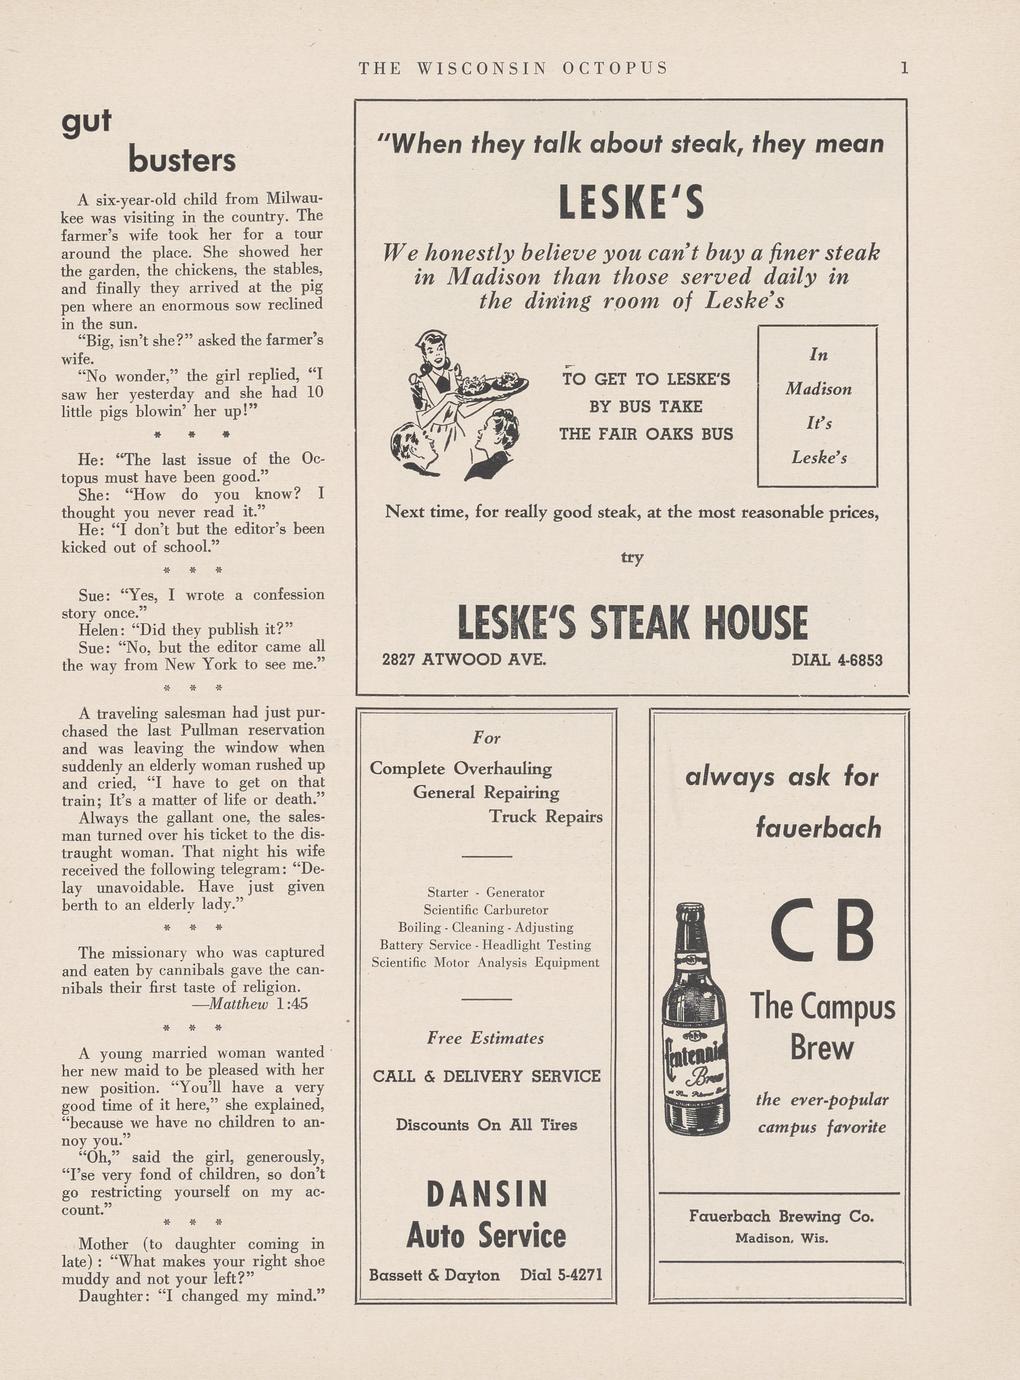 THE WISCONSIN OCTOPUS
1
gut
busters
A six-year-old child from Milwau-
kee was visiting in the country. The
farmer's wife took her for a tour
around the place. She showed her
the garden, the chickens, the stables,
and finally they arrived at the pig
pen where an enormous sow reclined
in the sun.
“Big, isn't she?” asked the farmer's
wife.
“No wonder,” the girl replied, “I
saw her yesterday and she had 10
little pigs blowin' her up!”
* * *
He: “The last issue of the Oc-
topus must have been good.”
She: “How do you know? I
thought you never read it.”
He: “I don't but the editor's been
kicked out of school.”
* * *
Sue: “Yes, I wrote a confession
story once.”
Helen: “Did they publish it?”
Sue: “No, but the editor came all
the way from New York to see me.”
* * *
A traveling salesman had just pur-
chased the last Pullman reservation
and was leaving the window when
suddenly an elderly woman rushed up
and cried, “I have to get on that
train; It's a matter of life or death.”
Always the gallant one, the sales-
man turned over his ticket to the dis-
traught woman. That night his wife
received the following telegram: “De-
lay unavoidable. Have just given
berth to an elderly lady.”
* * *
The missionary who was captured
and eaten by cannibals gave the can-
nibals their first taste of religion.
—Matthew 1:45
* * *
A young married woman wanted
her new maid to be pleased with her
new position. “You'll have a very
good time of it here,” she explained,
“because we have no children to an-
noy you.”
“Oh,” said the girl, generously,
“I'se very fond of children, so don't
go restricting yourself on my ac-
count.”
* * *
Mother (to daughter coming in
late) : “What makes your right shoe
muddy and not your left?”
Daughter: “I changed my mind.”
“When they talk about steak, they mean
LESKE'S
We honestly believe you can't buy a finer steak
in Madison than those served daily in
the dining room of Leske's
TO GET TO LESKE'S
BY BUS TAKE
THE FAIR OAKS BUS
In
Madison
It's
Leske's
Next time, for really good steak, at the most reasonable prices,
try
LESKE'S STEAK HOUSE
2827 ATWOOD AVE. DIAL 4-6853
For
Complete Overhauling
General Repairing
Truck Repairs
Starter - Generator
Scientific Carburetor
Boiling - Cleaning - Adjusting
Battery Service - Headlight Testing
Scientific Motor Analysis Equipment
Free Estimates
CALL & DELIVERY SERVICE
Discounts On All Tires
DANSIN
Auto Service
Bassett & Dayton Dial 5-4271
always ask for
fauerbach
CB
The Campus
Brew
the ever-popular
campus favorite
Centennial
Brew
Fauerbach Brewing Co.
Madison, Wis.